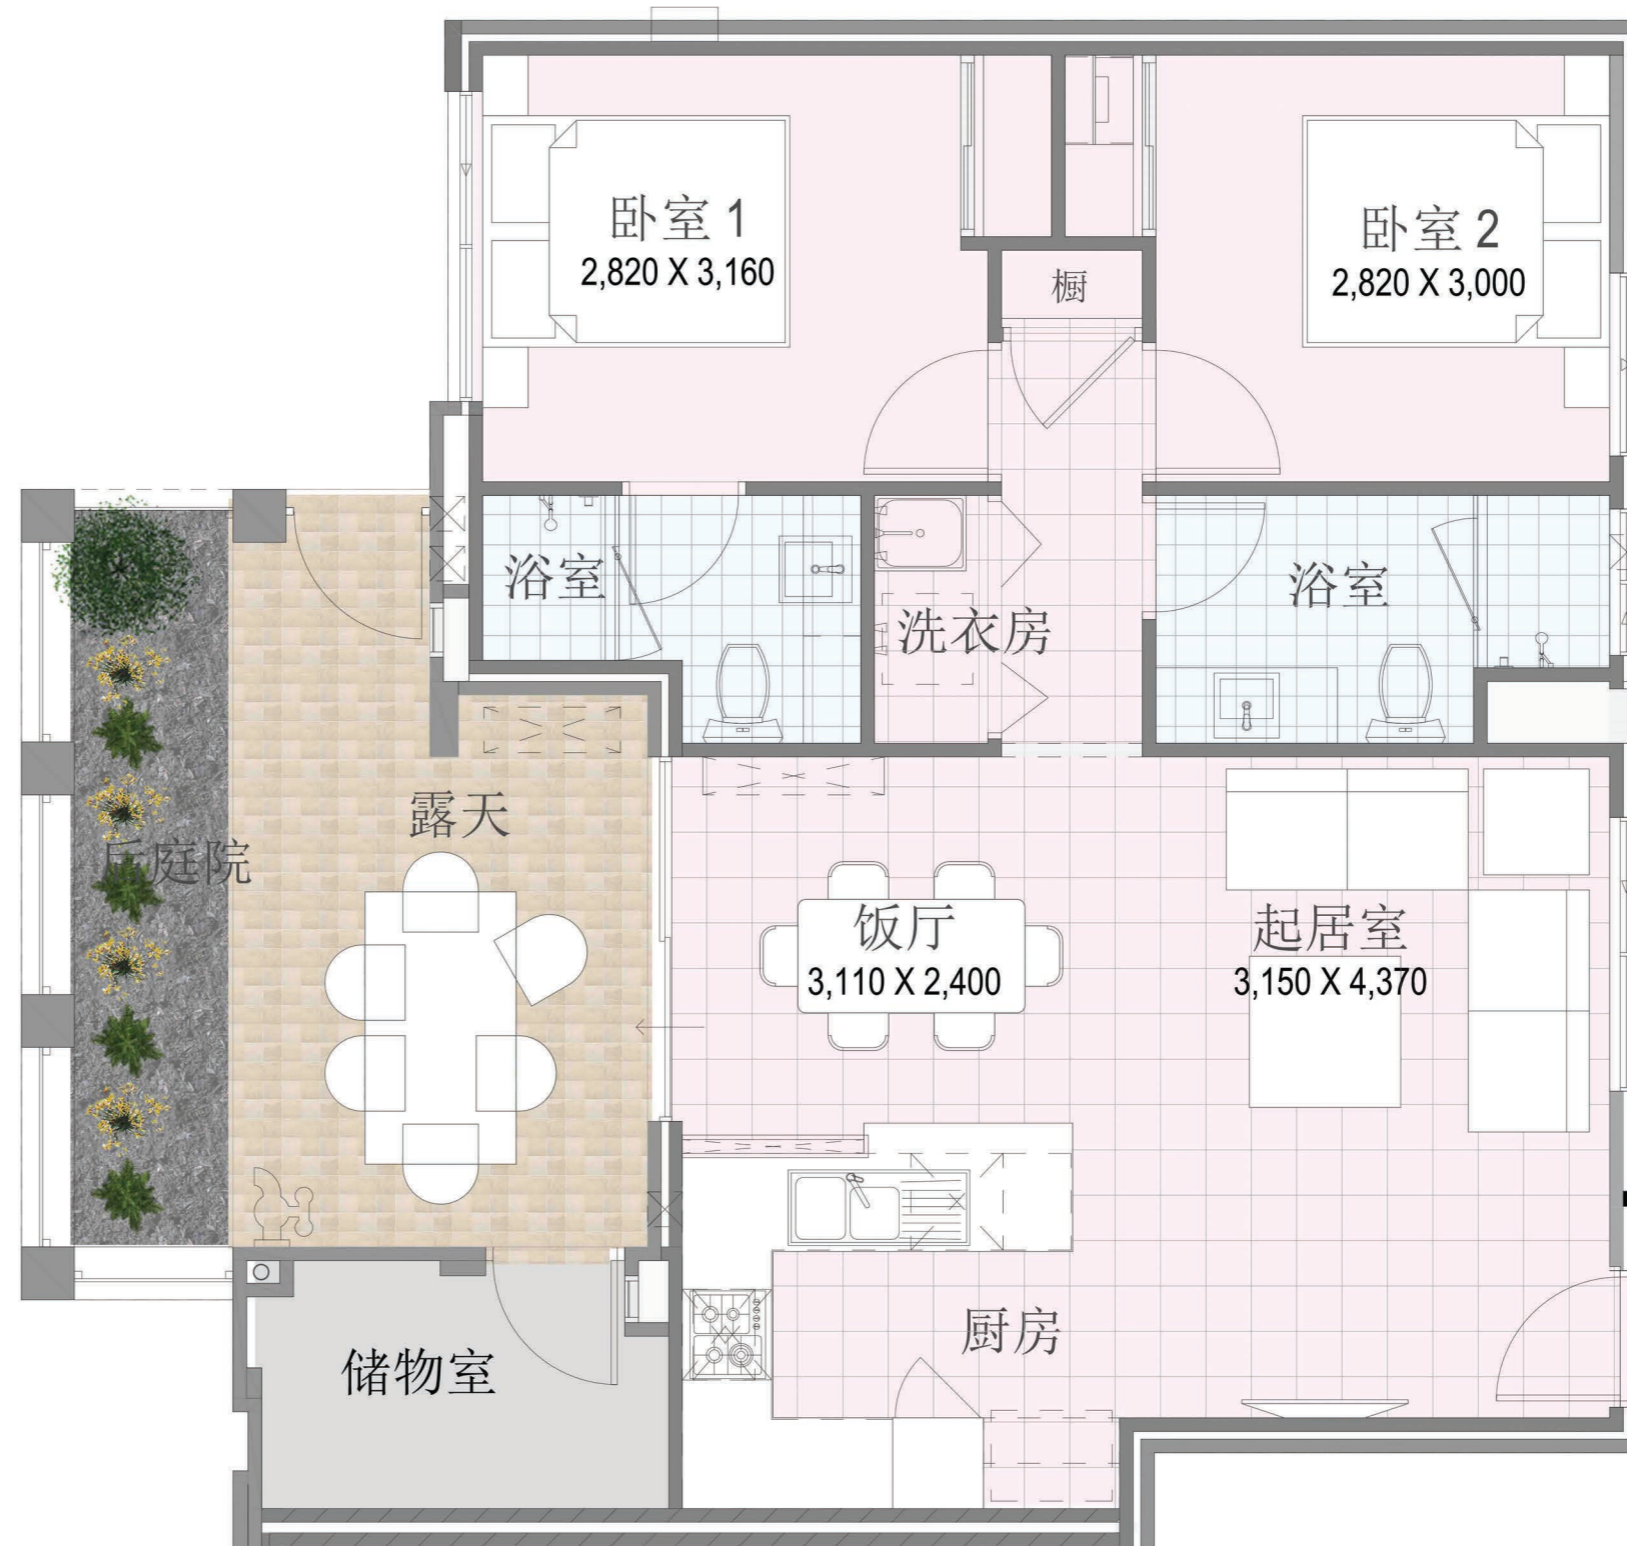 卧室 1
2,820 X 3,160
卧室 2
2,820 X 3,000
橱
浴室
洗衣房
浴室
露天
后庭院
饭厅
3,110 X 2,400
起居室
3,150 X 4,370
厨房
储物室